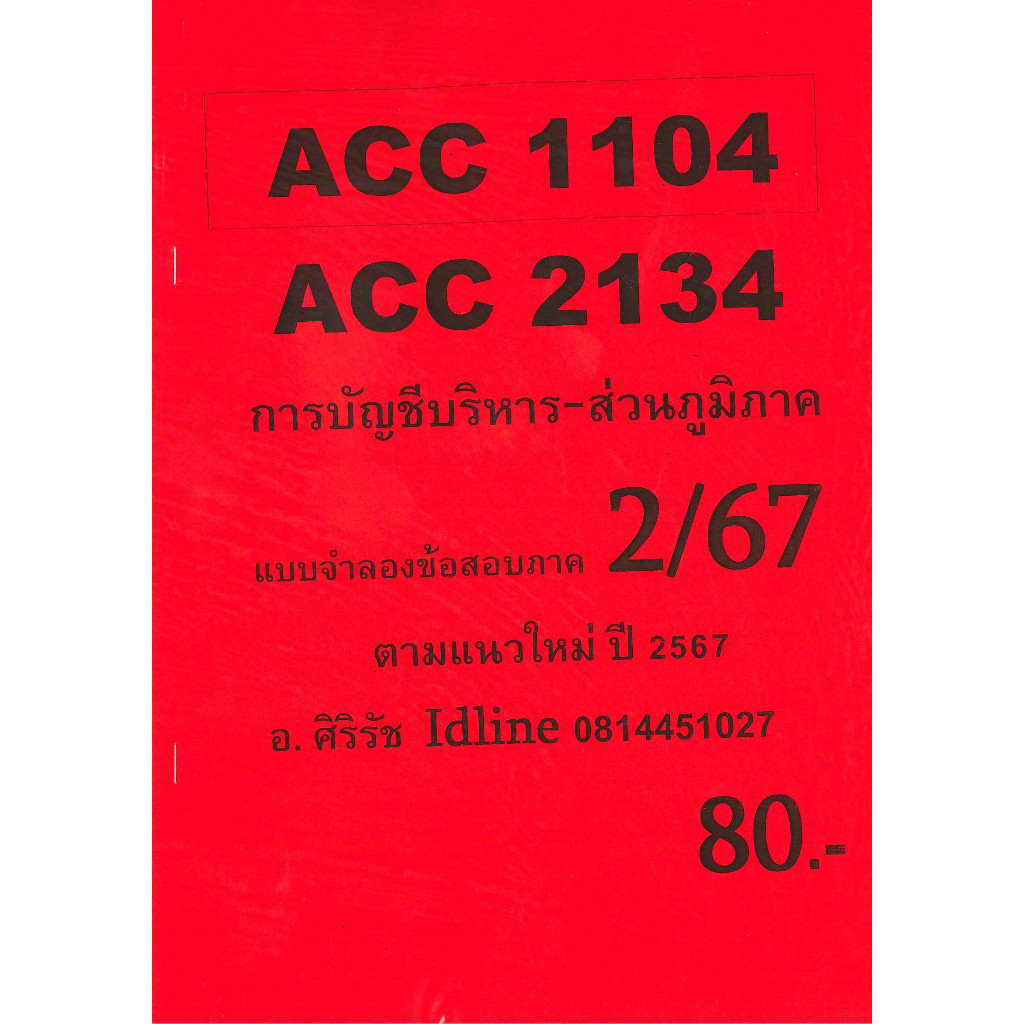 ACC 1104
ACC 2134
การบัญชีบริหาร-ส่วนภูมิภาค
แบบจำลองข้อสอบภาค 2/67
ตามแนวใหม่ ปี 2567
อ. ศิริรัช Idline 0814451027
80.-